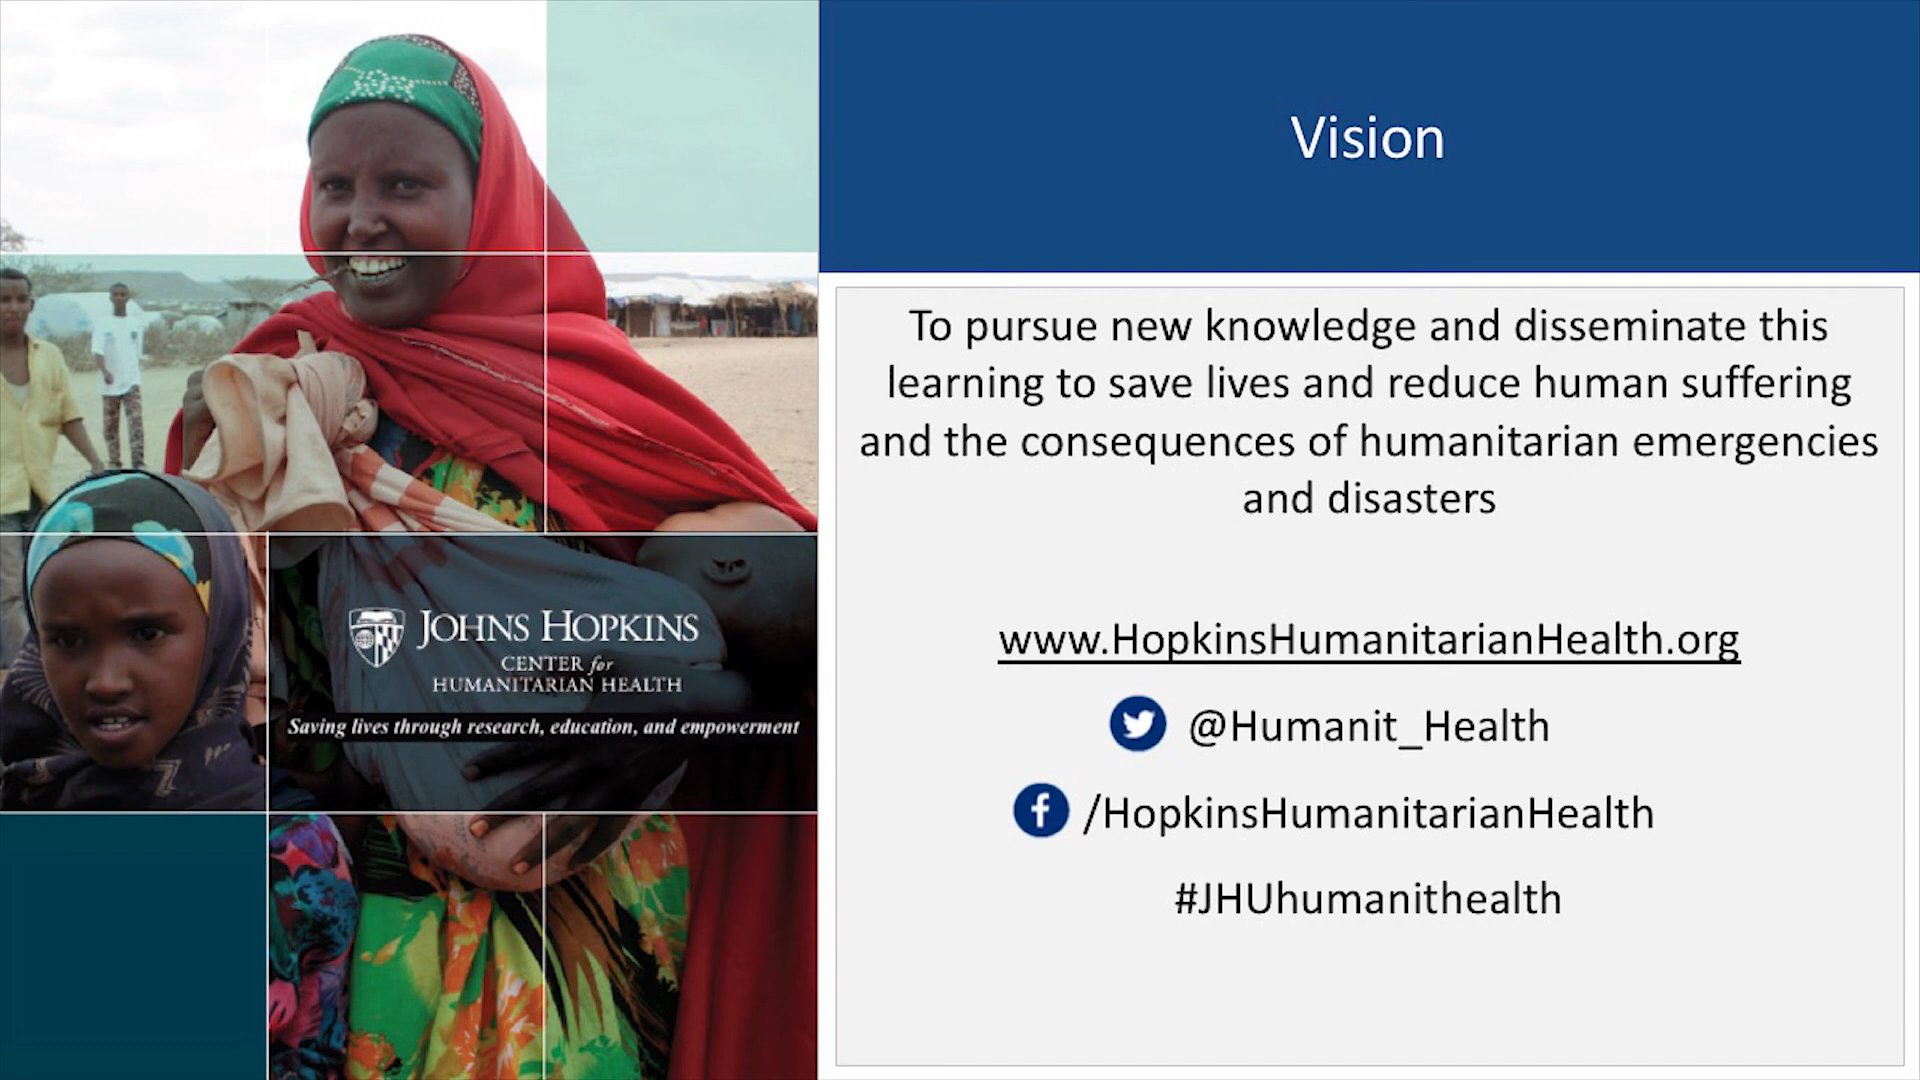 JOHNS HOPKINS
CENTER for
HUMANITARIAN HEALTH
Saving lives through research, education, and empowerment
Vision
To pursue new knowledge and disseminate this
learning to save lives and reduce human suffering
and the consequences of humanitarian emergencies
and disasters
www.HopkinsHumanitarianHealth.org
@Humanit_Health
/HopkinsHumanitarianHealth
#JHUhumanithealth